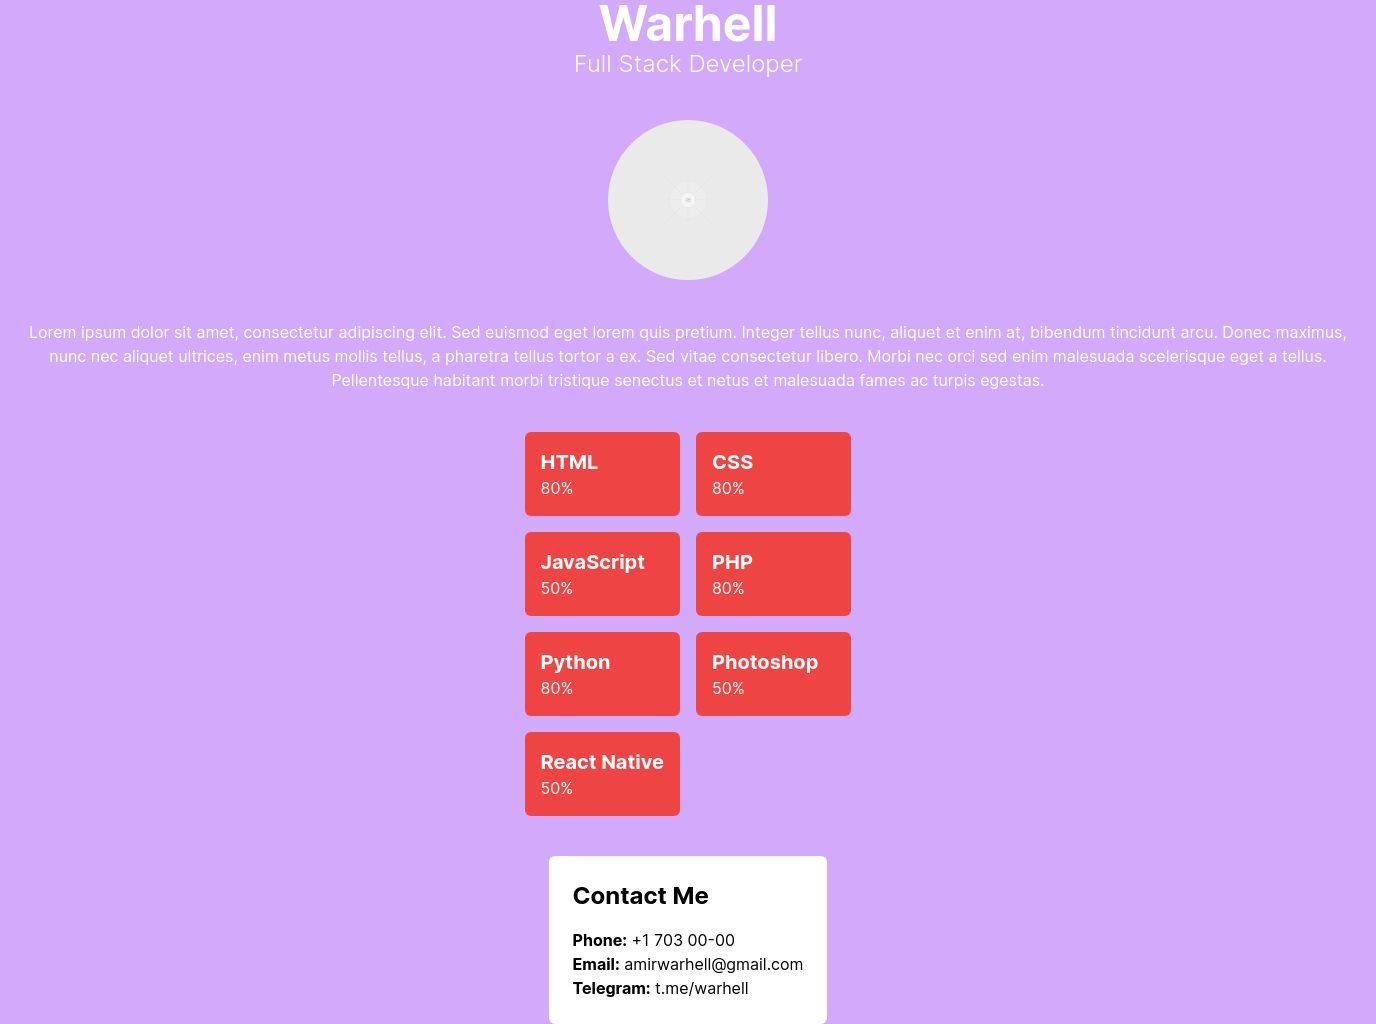 Warhell
Full Stack Developer
Lorem ipsum dolor sit amet, consectetur adipiscing elit. Sed euismod eget lorem quis pretium. Integer tellus nunc, aliquet et enim at, bibendum tincidunt arcu. Donec maximus,
nunc nec aliquet ultrices, enim metus mollis tellus, a pharetra tellus tortor a ex. Sed vitae consectetur libero. Morbi nec orci sed enim malesuada scelerisque eget a tellus.
Pellentesque habitant morbi tristique senectus et netus et malesuada fames ac turpis egestas.
HTML
80%
CSS
80%
JavaScript
50%
PHP
80%
Python
80%
Photoshop
50%
React Native
50%
Contact Me
Phone: +1 703 00-00
Email: amirwarhell@gmail.com
Telegram: t.me/warhell